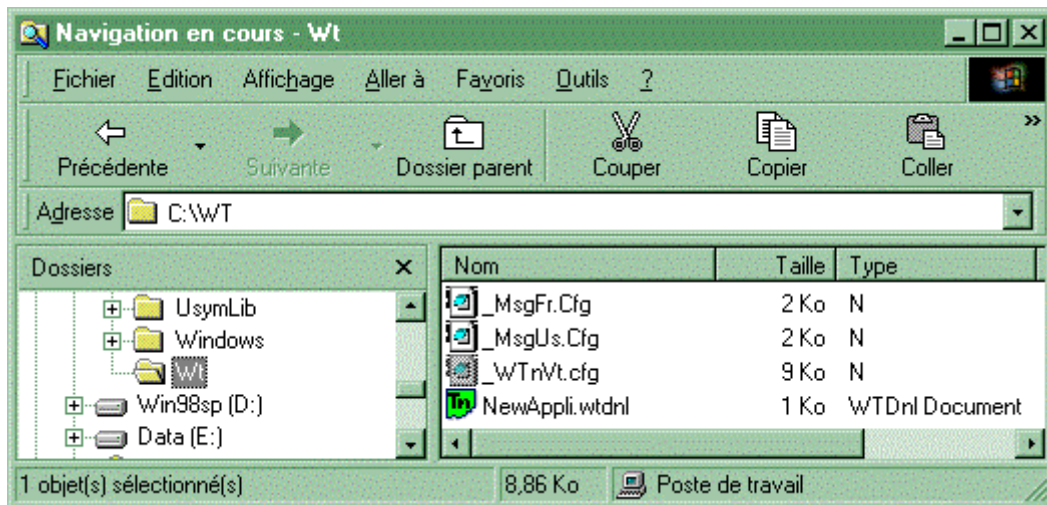 Navigation en cours - Wt
Fichier Edition Affichage Aller à Favoris Outils ?
Précédente Suivante Dossier parent Couper Copier Coller »
Adresse C:\WT
Dossiers
UsymLib
Windows
Wt
Win98sp (D:)
Data (E:)
Nom Taille Type
_MsgFr.Cfg 2 Ko N
_MsgUs.Cfg 2 Ko N
_WTnVt.cfg 9 Ko N
Tn NewAppli.wtdnl 1 Ko WTDnl Document
1 objet(s) sélectionné(s) 8,86 Ko Poste de travail